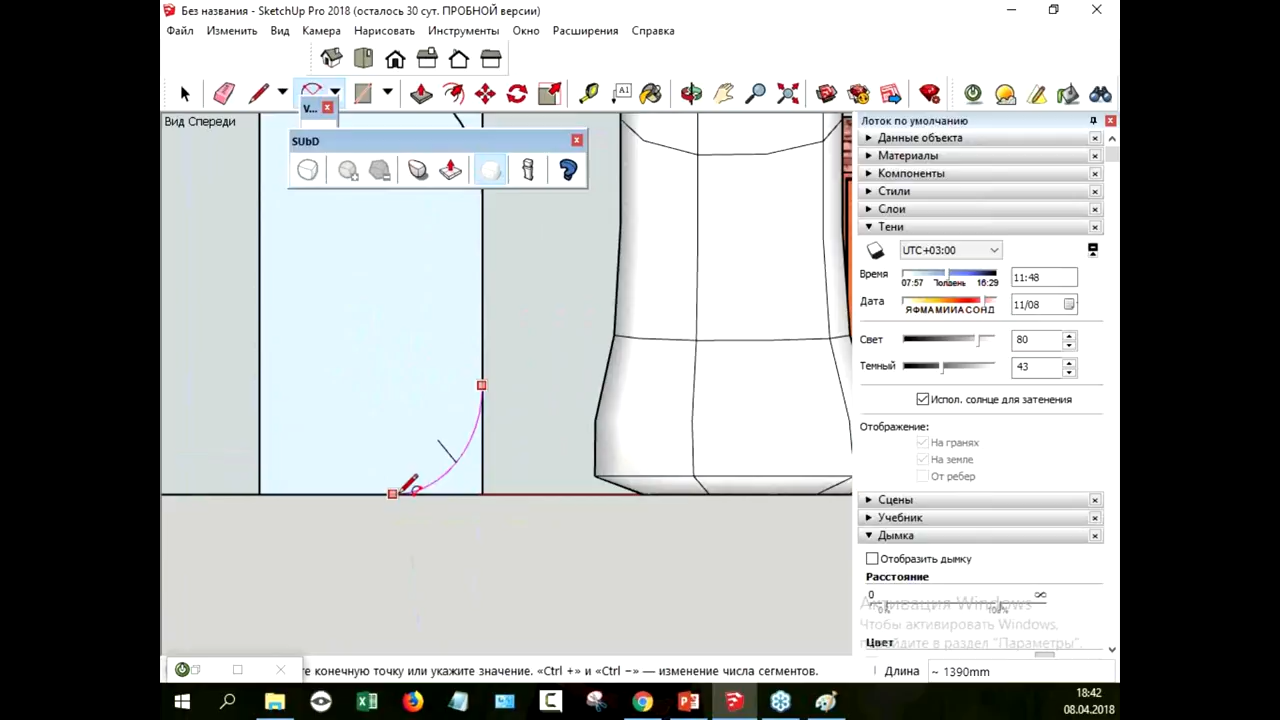 Без названия - SketchUp Pro 2018 (осталось 30 сут. ПРОБНОЙ версии)
Файл Изменить Вид Камера Нарисовать Инструменты Окно Расширения Справка
A1
V...
Вид Спереди
SUbD
Лоток по умолчанию
Данные объекта
Материалы
Компоненты
Стили
Слои
Тени
UTC+03:00
Время 07:57 Полдень 16:29 11:48
Дата ЯФМАМИИАСОНД 11/08
Свет 80
Темный 43
Испол. солнце для затенения
Отображение:
На гранях
На земле
От ребер
Сцены
Учебник
Дымка
Отобразить дымку
Расстояние
0 ∞
0% 100%
Активация Windows
Чтобы активировать Windows,
перейдите в раздел "Параметры".
Цвет
те конечную точку или укажите значение. «Ctrl +» и «Ctrl −» — изменение числа сегментов. Длина ~ 1390mm
18:42
08.04.2018